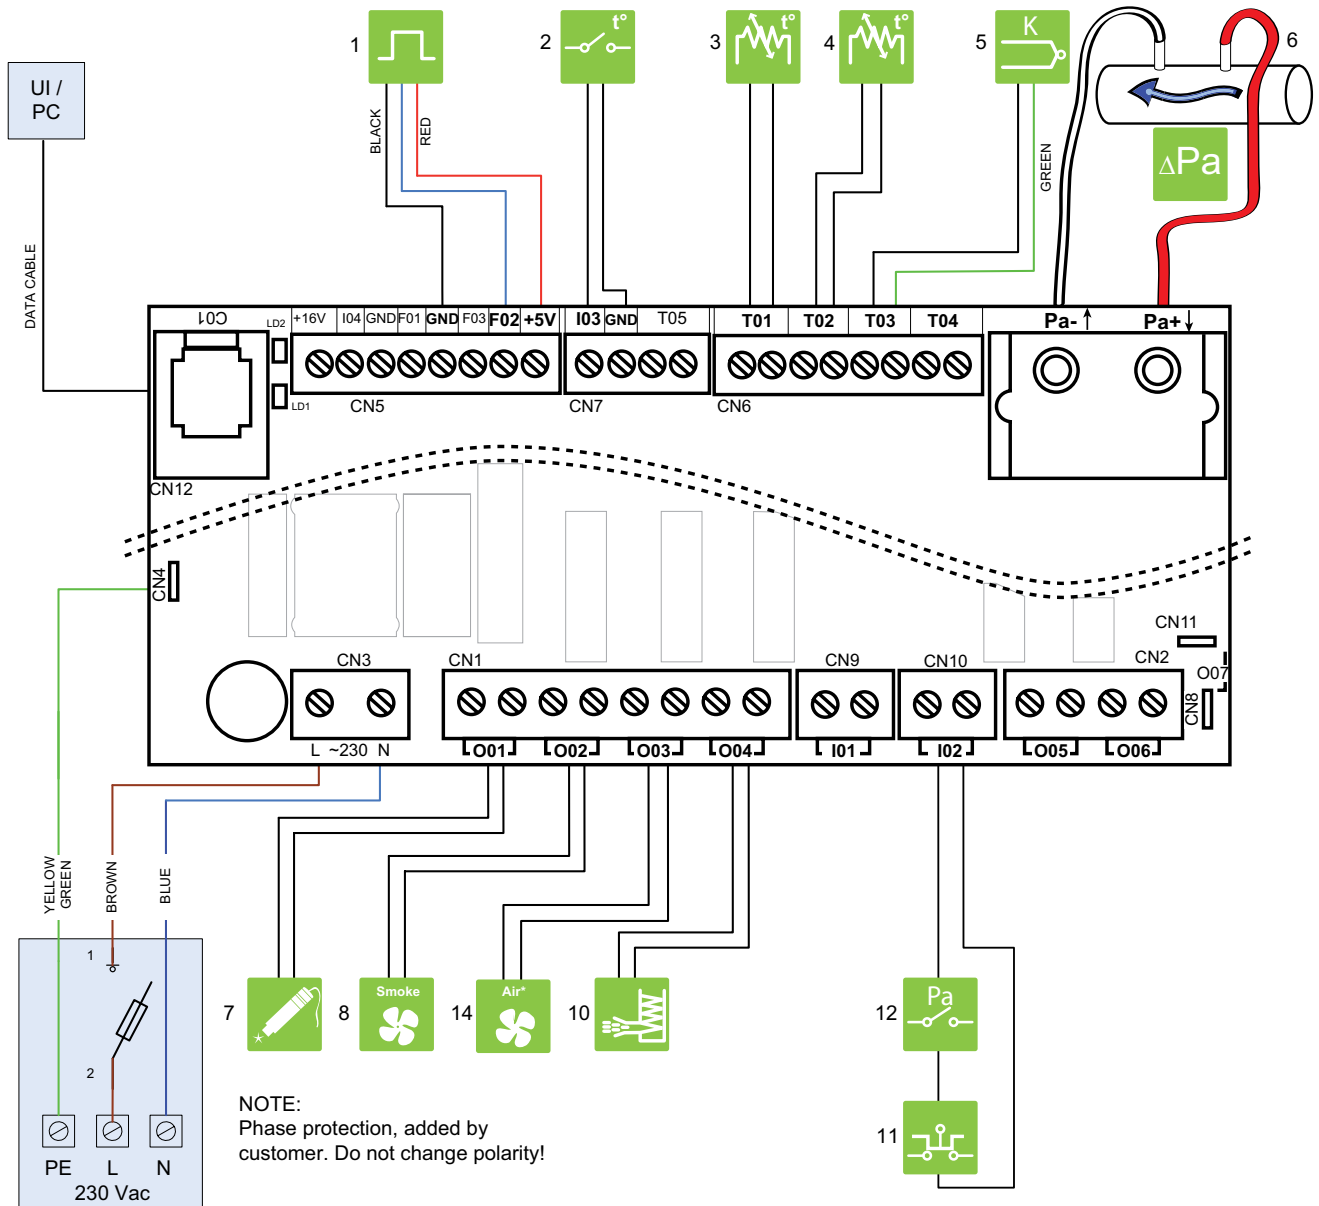 1
2
t°
3
t°
4
t°
5
K
6
UI /
PC
BLACK
RED
GREEN
ΔPa
DATA CABLE
C01
LD2
+16V
I04
GND
F01
GND
F03
F02
+5V
I03
GND
T05
T01
T02
T03
T04
Pa-
Pa+
LD1
CN5
CN7
CN6
CN12
CN4
CN11
CN3
CN1
CN9
CN10
CN2
O07
CN8
L ~230 N
O01
O02
O03
O04
I01
I02
O05
O06
YELLOW
GREEN
BROWN
BLUE
1
2
PE
L
N
230 Vac
7
8
Smoke
14
Air*
10
12
Pa
11
NOTE:
Phase protection, added by
customer. Do not change polarity!